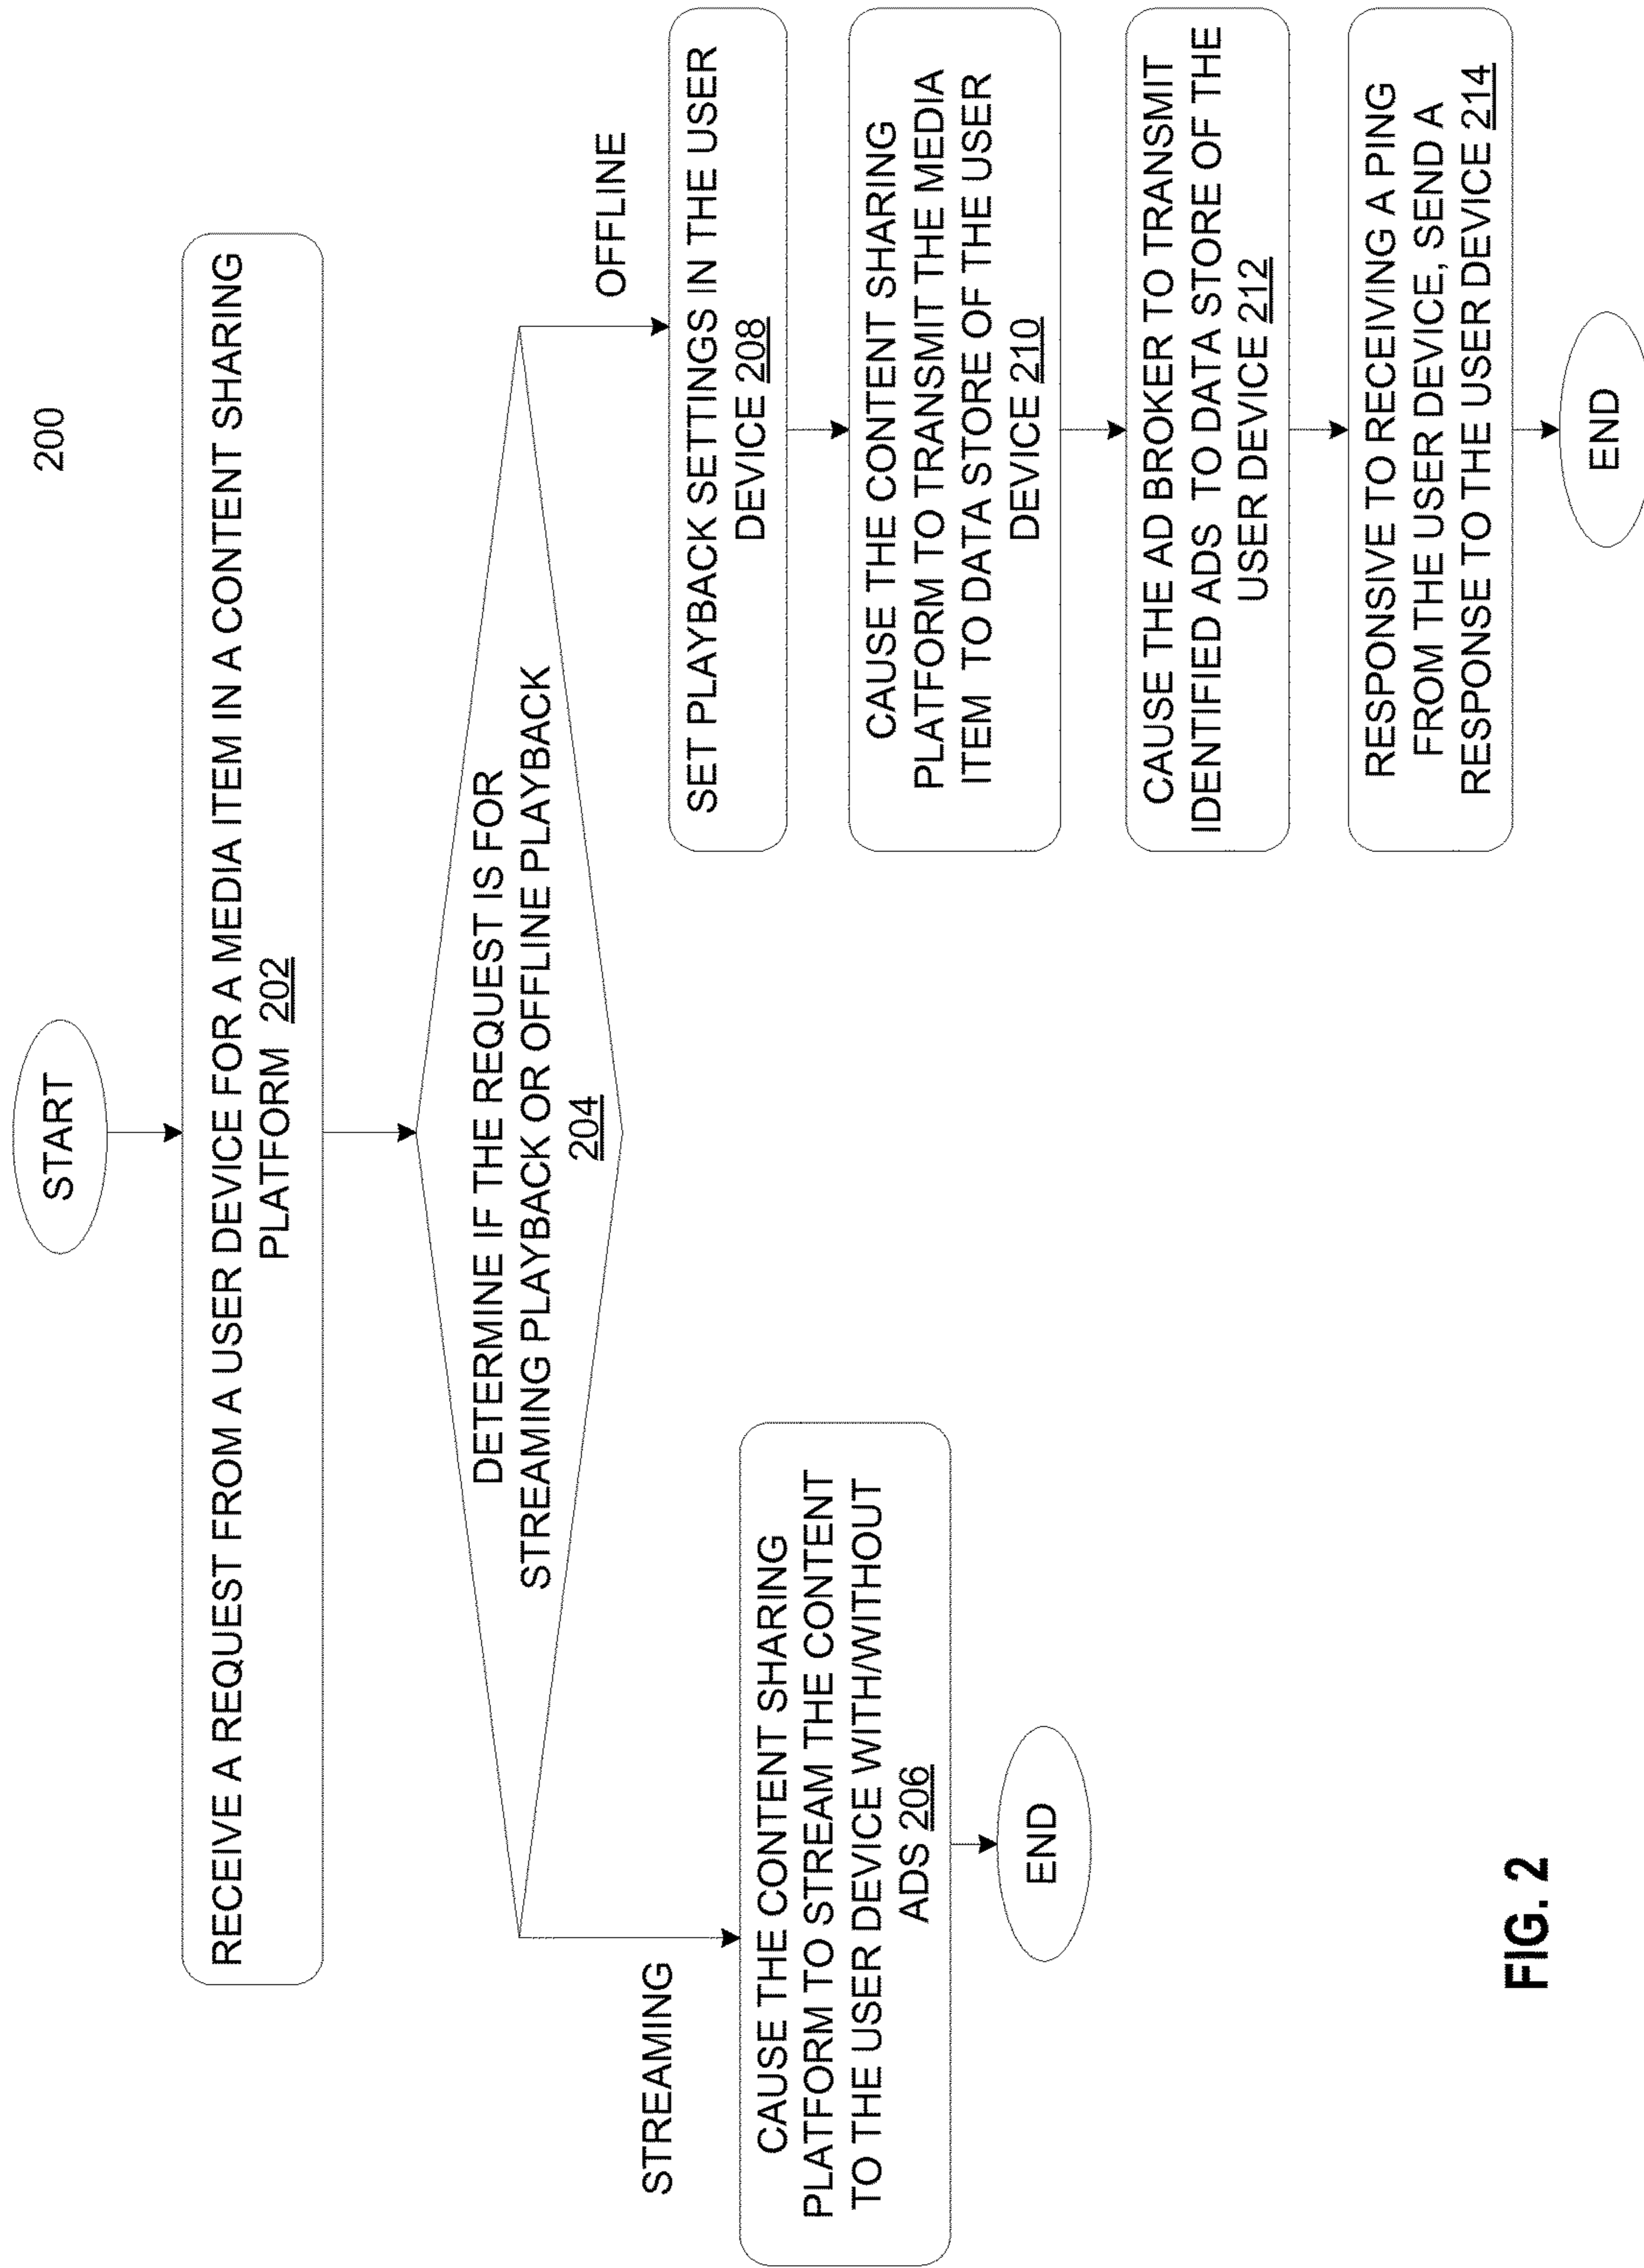 200
START
RECEIVE A REQUEST FROM A USER DEVICE FOR A MEDIA ITEM IN A CONTENT SHARING
PLATFORM 202
DETERMINE IF THE REQUEST IS FOR
STREAMING PLAYBACK OR OFFLINE PLAYBACK
204
STREAMING
CAUSE THE CONTENT SHARING
PLATFORM TO STREAM THE CONTENT
TO THE USER DEVICE WITH/WITHOUT
ADS 206
END
OFFLINE
SET PLAYBACK SETTINGS IN THE USER
DEVICE 208
CAUSE THE CONTENT SHARING
PLATFORM TO TRANSMIT THE MEDIA
ITEM TO DATA STORE OF THE USER
DEVICE 210
CAUSE THE AD BROKER TO TRANSMIT
IDENTIFIED ADS TO DATA STORE OF THE
USER DEVICE 212
RESPONSIVE TO RECEIVING A PING
FROM THE USER DEVICE, SEND A
RESPONSE TO THE USER DEVICE 214
END
FIG. 2